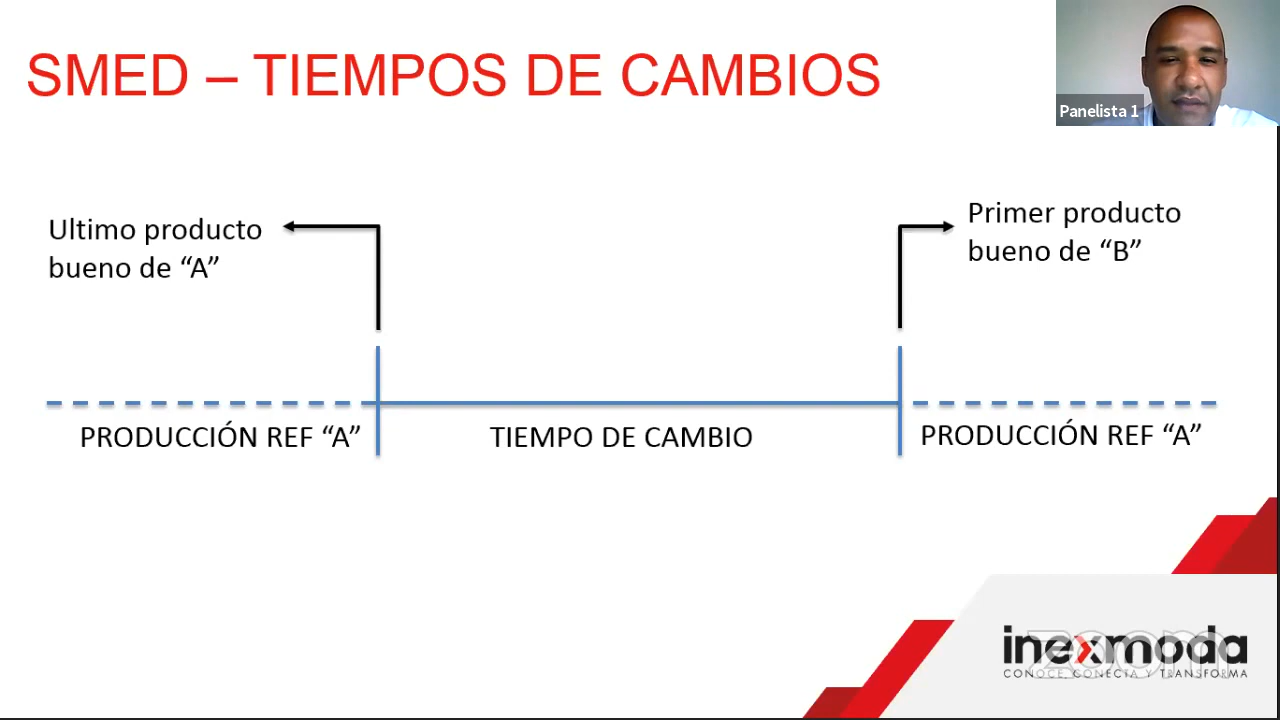 SMED – TIEMPOS DE CAMBIOS
Panelista 1
Ultimo producto
bueno de “A”
Primer producto
bueno de “B”
PRODUCCIÓN REF “A”
TIEMPO DE CAMBIO
PRODUCCIÓN REF “A”
inexmoda
zoom
CONOCE, CONECTA Y TRANSFORMA